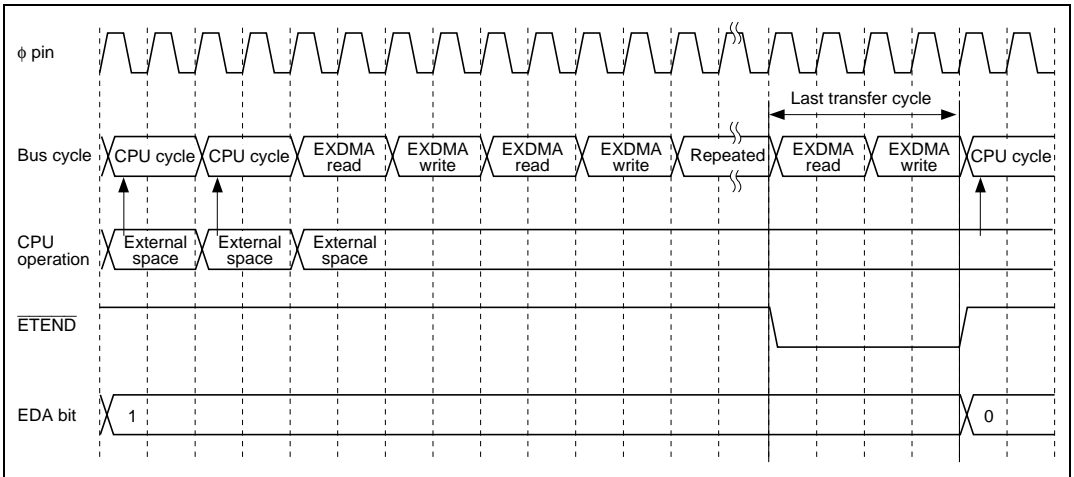 φ pin
Last transfer cycle
Bus cycle CPU cycle CPU cycle EXDMA read EXDMA write EXDMA read EXDMA write Repeated EXDMA read EXDMA write CPU cycle
CPU operation External space External space External space
ETEND
EDA bit 1 0